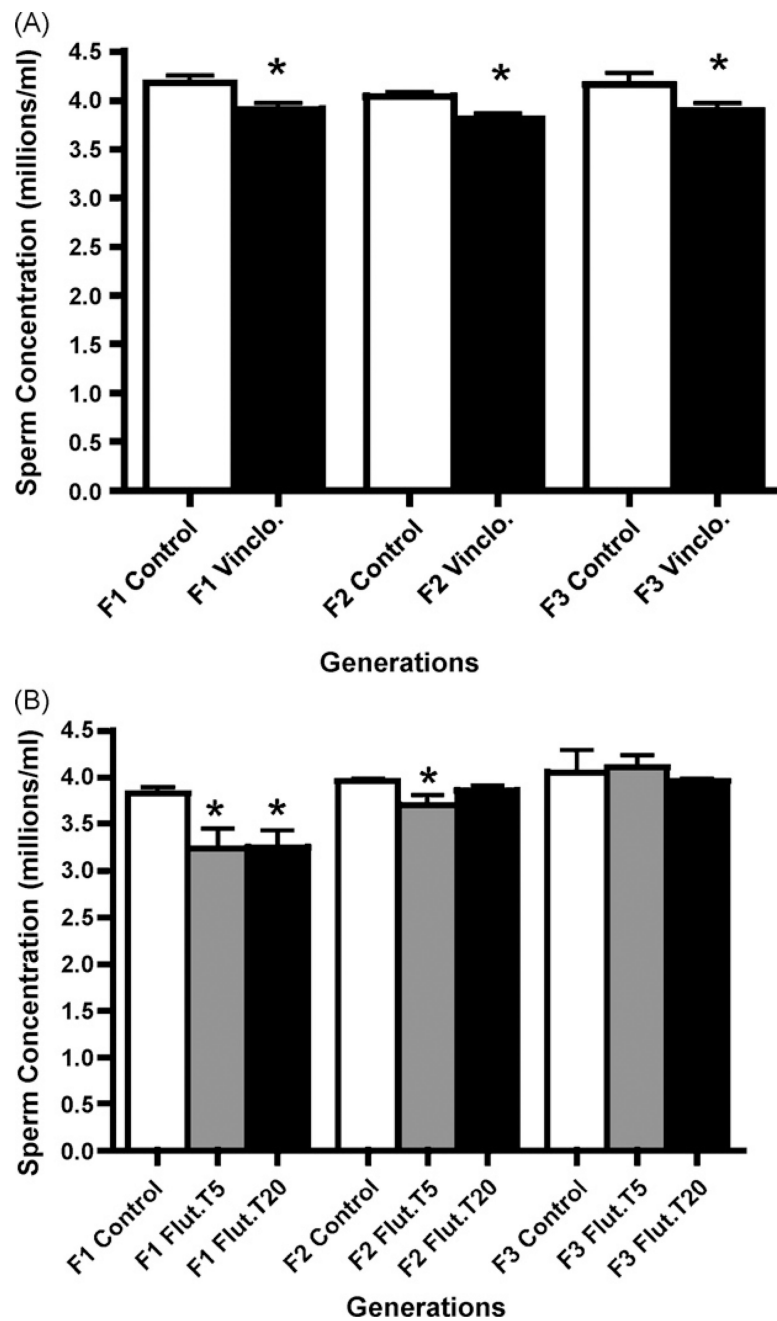 (A)
Sperm Concentration (millions/ml)
4.5
4.0
3.5
4.0
3.0
2.5
2.0
1.5
1.0
0.5
0.0
* * *
F1 Control F1 Vinclo. F2 Control F2 Vinclo. F3 Control F3 Vinclo.
Generations
(B)
Sperm Concentration (millions/ml)
4.5
4.0
3.5
3.0
2.5
2.0
1.5
1.0
0.5
0.0
* * *
F1 Control F1 Flut.T5 F1 Flut.T20 F2 Control F2 Flut.T5 F2 Flut.T20 F3 Control F3 Flut.T5 F3 Flut.T20
Generations